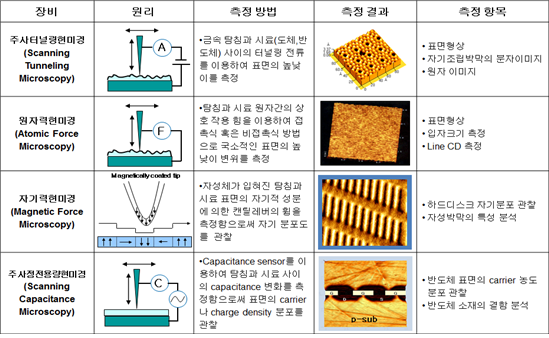 장비 원리 측정 방법 측정 결과 측정 항목
주사터널링현미경
(Scanning
Tunneling
Microscopy)
A
•금속 탐침과 시료(도체,반
도체) 사이의 터널링 전류
를 이용하여 표면의 높낮
이를 측정
• 표면형상
• 자기조립박막의 분자이미지
• 원자 이미지
원자력현미경
(Atomic Force
Microscopy)
F
•탐침과 시료 원자간의 상
호 작용 힘을 이용하여 접
촉식 혹은 비접촉식 방법
으로 국소적인 표면의 높
낮이 변위를 측정
• 표면형상
• 입자크기 측정
• Line CD 측정
자기력현미경
(Magnetic Force
Microscopy)
Magnetically coated tip
•자성체가 입혀진 탐침과
시료 표면의 자기적 성분
에 의한 캔틸레버의 휨을
측정함으로써 자기 분포도
를 관찰
• 하드디스크 자기분포 관찰
• 자성박막의 특성 분석
주사정전용량현미경
(Scanning
Capacitance
Microscopy)
C
•Capacitance sensor를 이
용하여 탐침과 시료 사이
의 capacitance 변화를 측
정함으로써 표면의 carrier
나 charge density 분포를
관찰
p-sub
• 반도체 표면의 carrier 농도
분포 관찰
• 반도체 소재의 결함 분석